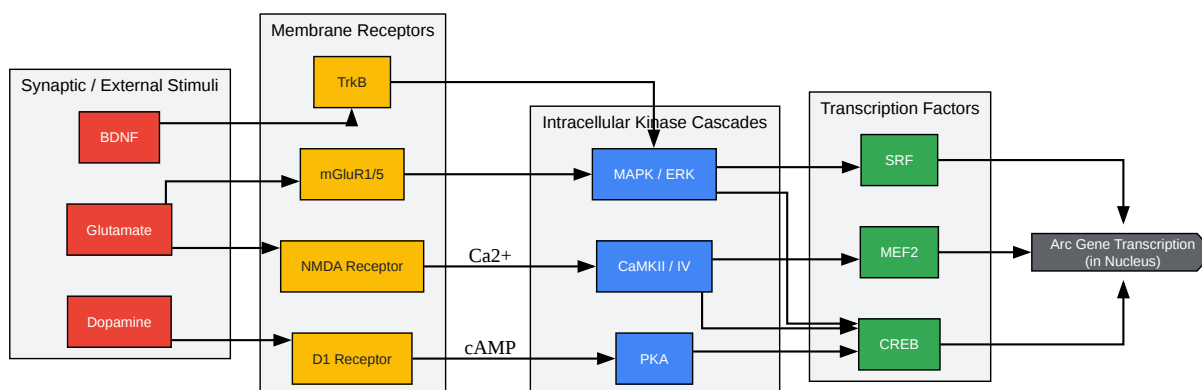 Synaptic / External Stimuli
BDNF
Glutamate
Dopamine
Membrane Receptors
TrkB
mGluR1/5
NMDA Receptor
D1 Receptor
Ca2+
cAMP
Intracellular Kinase Cascades
MAPK / ERK
CaMKII / IV
PKA
Transcription Factors
SRF
MEF2
CREB
Arc Gene Transcription
(in Nucleus)